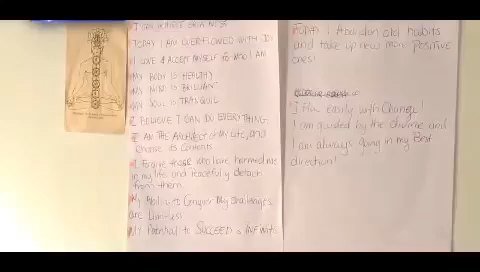 TODAY I AM OVERFLOWED WITH JOY
I LOVE & ACCEPT MYSELF FOR WHO I AM
MY BODY IS HEALTHY
MY MIND IS BRILLIANT
MY SOUL IS TRANQUIL
I BELIEVE I CAN DO EVERYTHING
I AM the ARchitect of My Life, and
Choose its Contents
I Forgive those who have harmed me
in my life and Peacefully detach
from them
My Ability to Conquer My Challenges
are Limitless
My Potential to SUCCEED is INFINITE
TODAY I abandon old habits
and take up new more positive
ones!
I Flow easily with Change!
I am guided by the divine and
I am always going in my Best
direction!